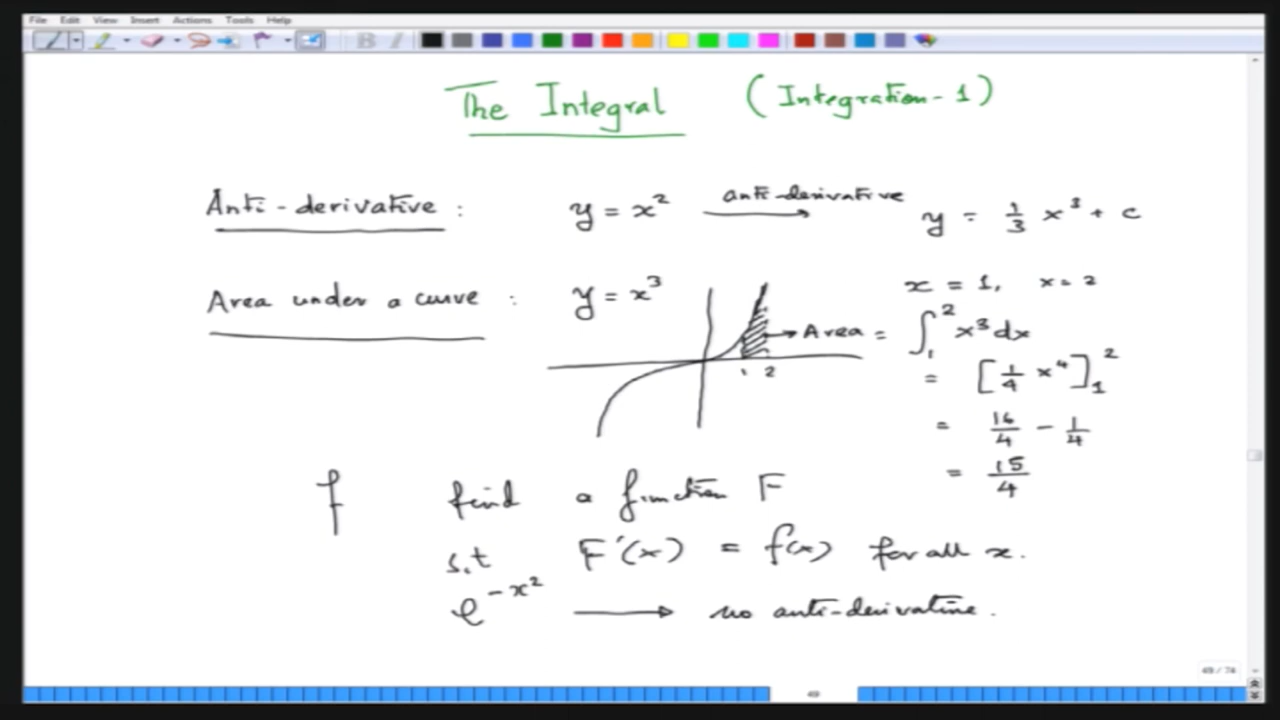 File Edit View Insert Actions Tools Help
B I
The Integral (Integration-1)
Anti-derivative : y = x² anti-derivative y = 1/3 x³ + c
Area under a curve : y = x³ x = 1, x = 2
Area = ∫₁² x³ dx
1 2
= [1/4 x⁴]₁²
= 16/4 - 1/4
= 15/4
f find a function F
s.t F'(x) = f(x) for all x.
e^-x² → no anti-derivative.
49 / 74
49